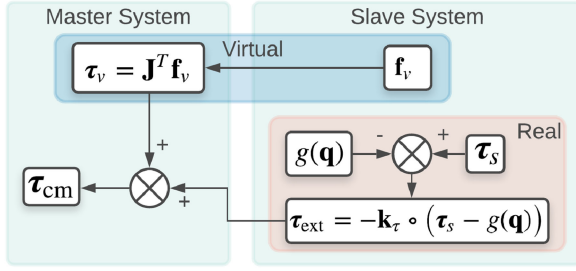 Master System
Slave System
Virtual
τ_v = J^T f_v
f_v
Real
+
g(q)
-
+
τ_s
τ_cm
+
τ_ext = −k_τ ∘ (τ_s − g(q))